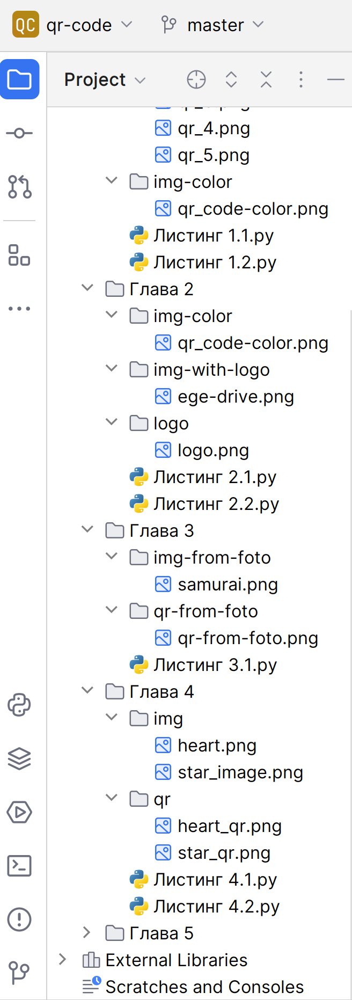 QC qr-code master
Project
qr_4.png
qr_5.png
img-color
qr_code-color.png
Листинг 1.1.py
Листинг 1.2.py
Глава 2
img-color
qr_code-color.png
img-with-logo
ege-drive.png
logo
logo.png
Листинг 2.1.py
Листинг 2.2.py
Глава 3
img-from-foto
samurai.png
qr-from-foto
qr-from-foto.png
Листинг 3.1.py
Глава 4
img
heart.png
star_image.png
qr
heart_qr.png
star_qr.png
Листинг 4.1.py
Листинг 4.2.py
Глава 5
External Libraries
Scratches and Consoles